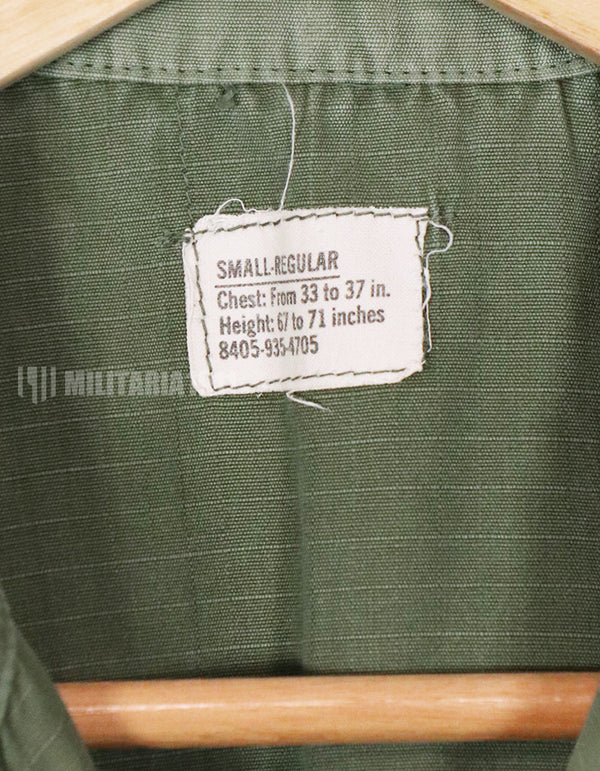 SMALL-REGULAR
Chest: From 33 to 37 in.
Height: 67 to 71 inches
8405-935-4705
MILITARIA